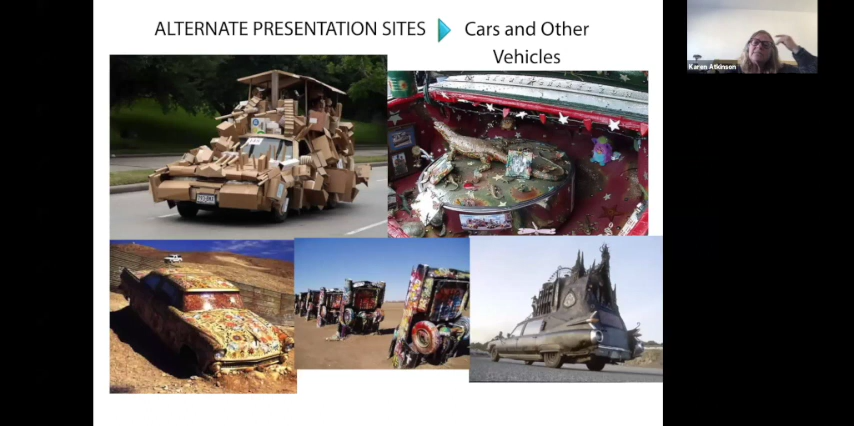 ALTERNATE PRESENTATION SITES Cars and Other
Vehicles
Karen Atkinson